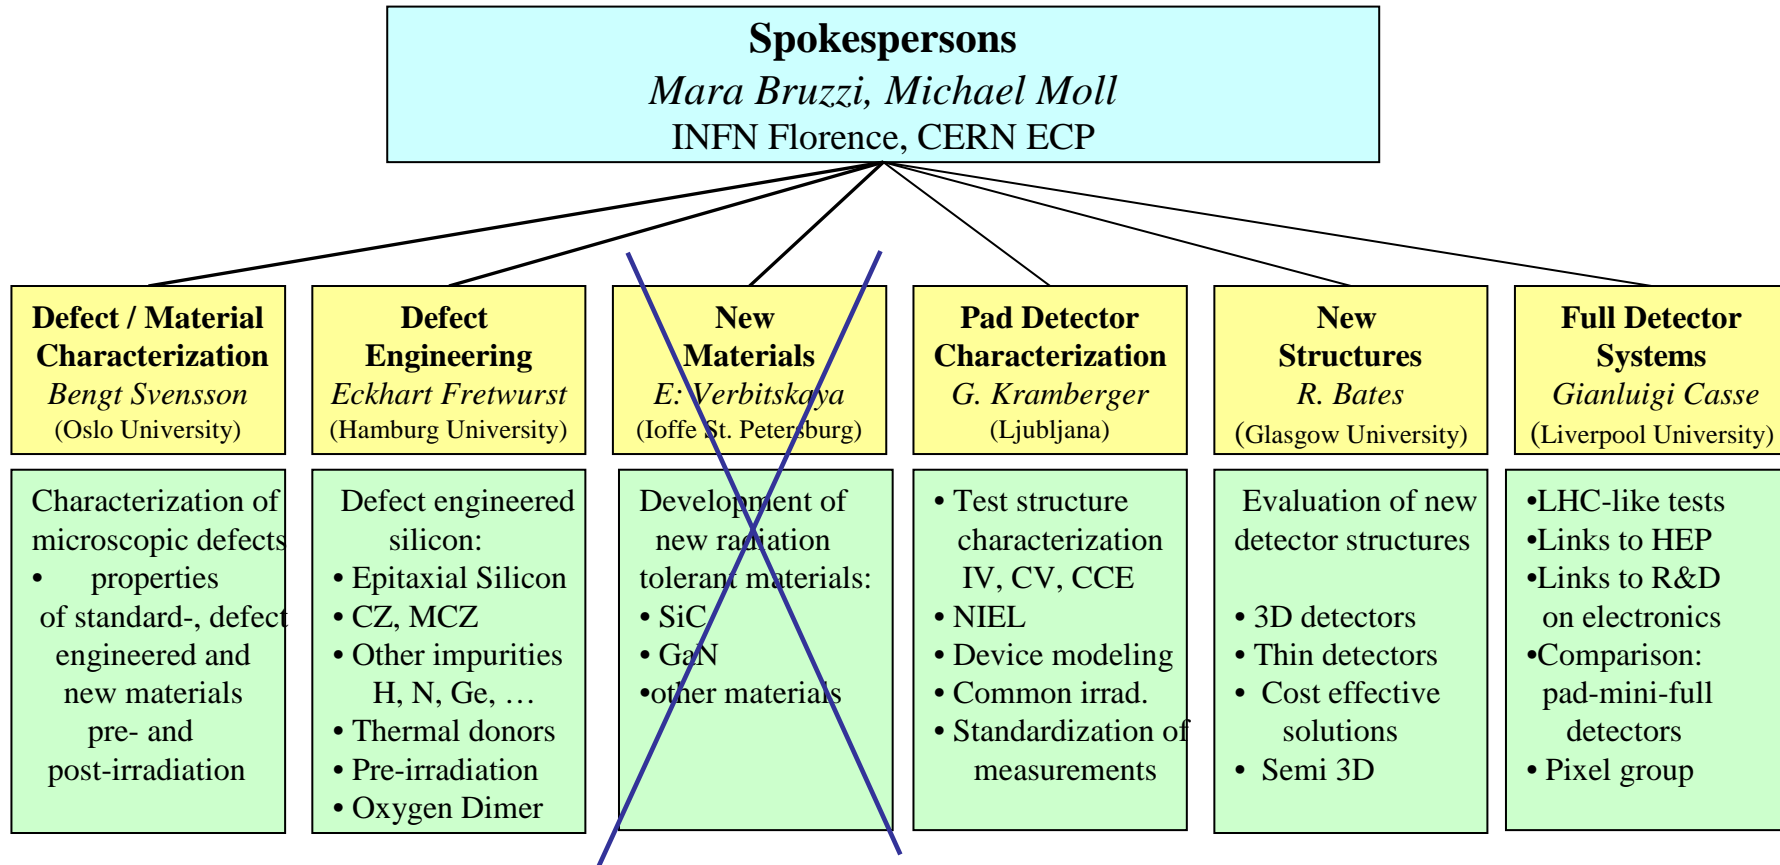 Spokespersons
Mara Bruzzi, Michael Moll
INFN Florence, CERN ECP
Defect / Material
Characterization
Bengt Svensson
(Oslo University)
Defect
Engineering
Eckhart Fretwurst
(Hamburg University)
New
Materials
E: Verbitskaya
(Ioffe St. Petersburg)
Pad Detector
Characterization
G. Kramberger
(Ljubljana)
New
Structures
R. Bates
(Glasgow University)
Full Detector
Systems
Gianluigi Casse
(Liverpool University)
Characterization of
microscopic defects
• properties
of standard-, defect
engineered and
new materials
pre- and
post-irradiation
Defect engineered
silicon:
• Epitaxial Silicon
• CZ, MCZ
• Other impurities
H, N, Ge, …
• Thermal donors
• Pre-irradiation
• Oxygen Dimer
Development of
new radiation
tolerant materials:
• SiC
• GaN
•other materials
• Test structure
characterization
IV, CV, CCE
• NIEL
• Device modeling
• Common irrad.
• Standardization of
measurements
Evaluation of new
detector structures
• 3D detectors
• Thin detectors
• Cost effective
solutions
• Semi 3D
•LHC-like tests
•Links to HEP
•Links to R&D
on electronics
•Comparison:
pad-mini-full
detectors
• Pixel group